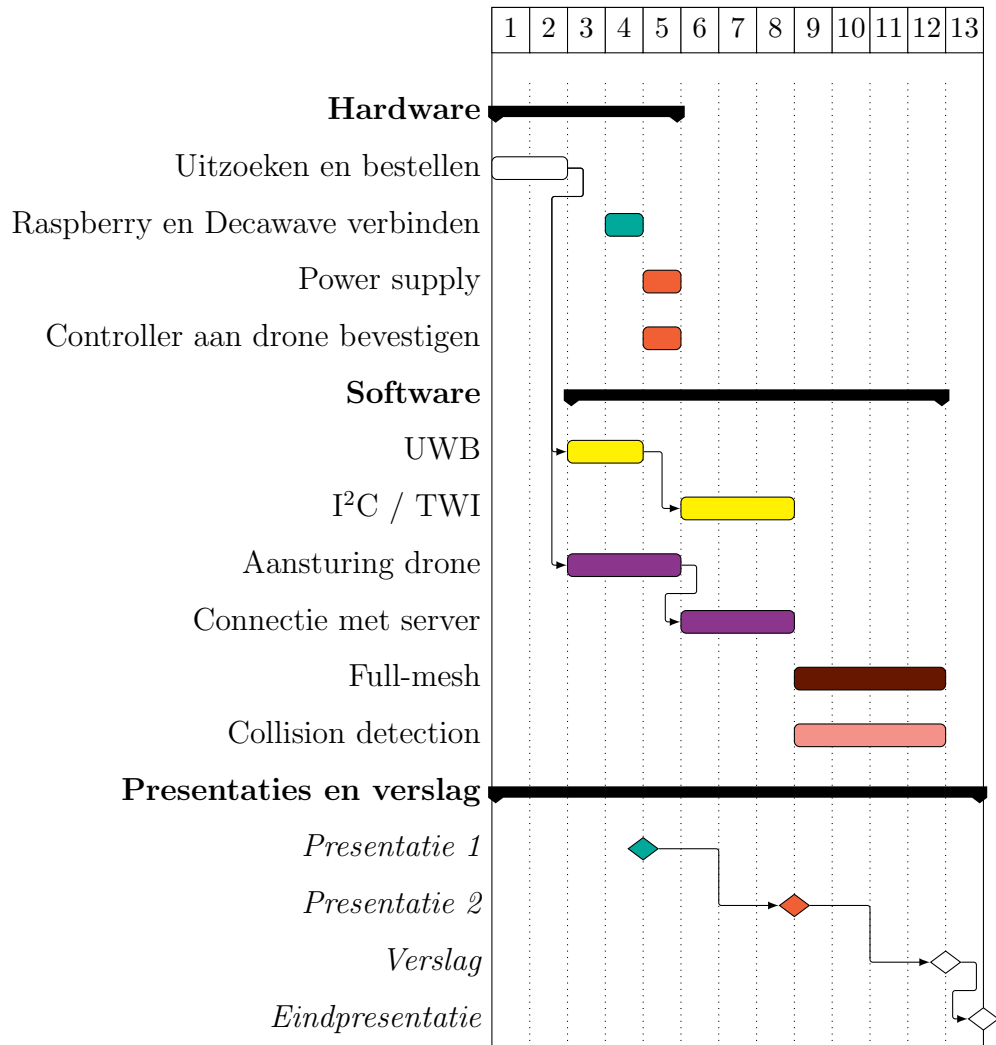 1 2 3 4 5 6 7 8 9 10 11 12 13
Hardware
Uitzoeken en bestellen
Raspberry en Decawave verbinden
Power supply
Controller aan drone bevestigen
Software
UWB
I²C / TWI
Aansturing drone
Connectie met server
Full-mesh
Collision detection
Presentaties en verslag
Presentatie 1
Presentatie 2
Verslag
Eindpresentatie